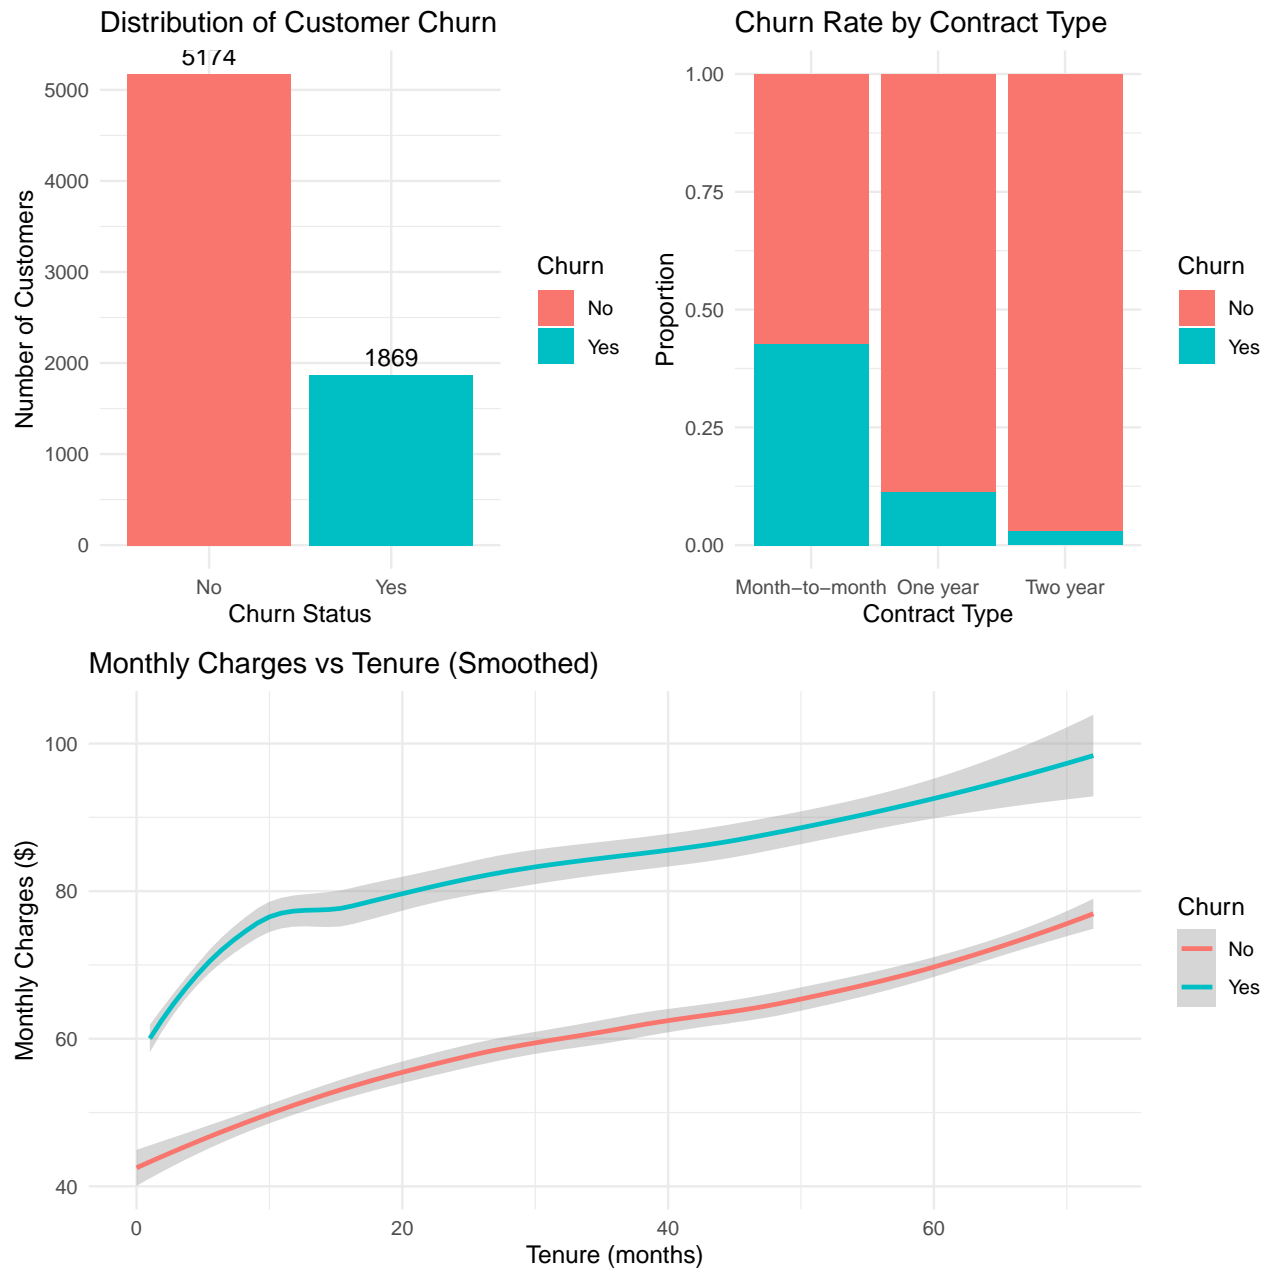 Distribution of Customer Churn
5174
5000
4000
3000
2000
1000
0
1869
Number of Customers
No
Yes
Churn Status
Churn
No
Yes
Churn Rate by Contract Type
1.00
0.75
0.50
0.25
0.00
Proportion
Month−to−month
One year
Two year
Contract Type
Churn
No
Yes
Monthly Charges vs Tenure (Smoothed)
100
80
60
40
Monthly Charges ($)
0
20
40
60
Tenure (months)
Churn
No
Yes